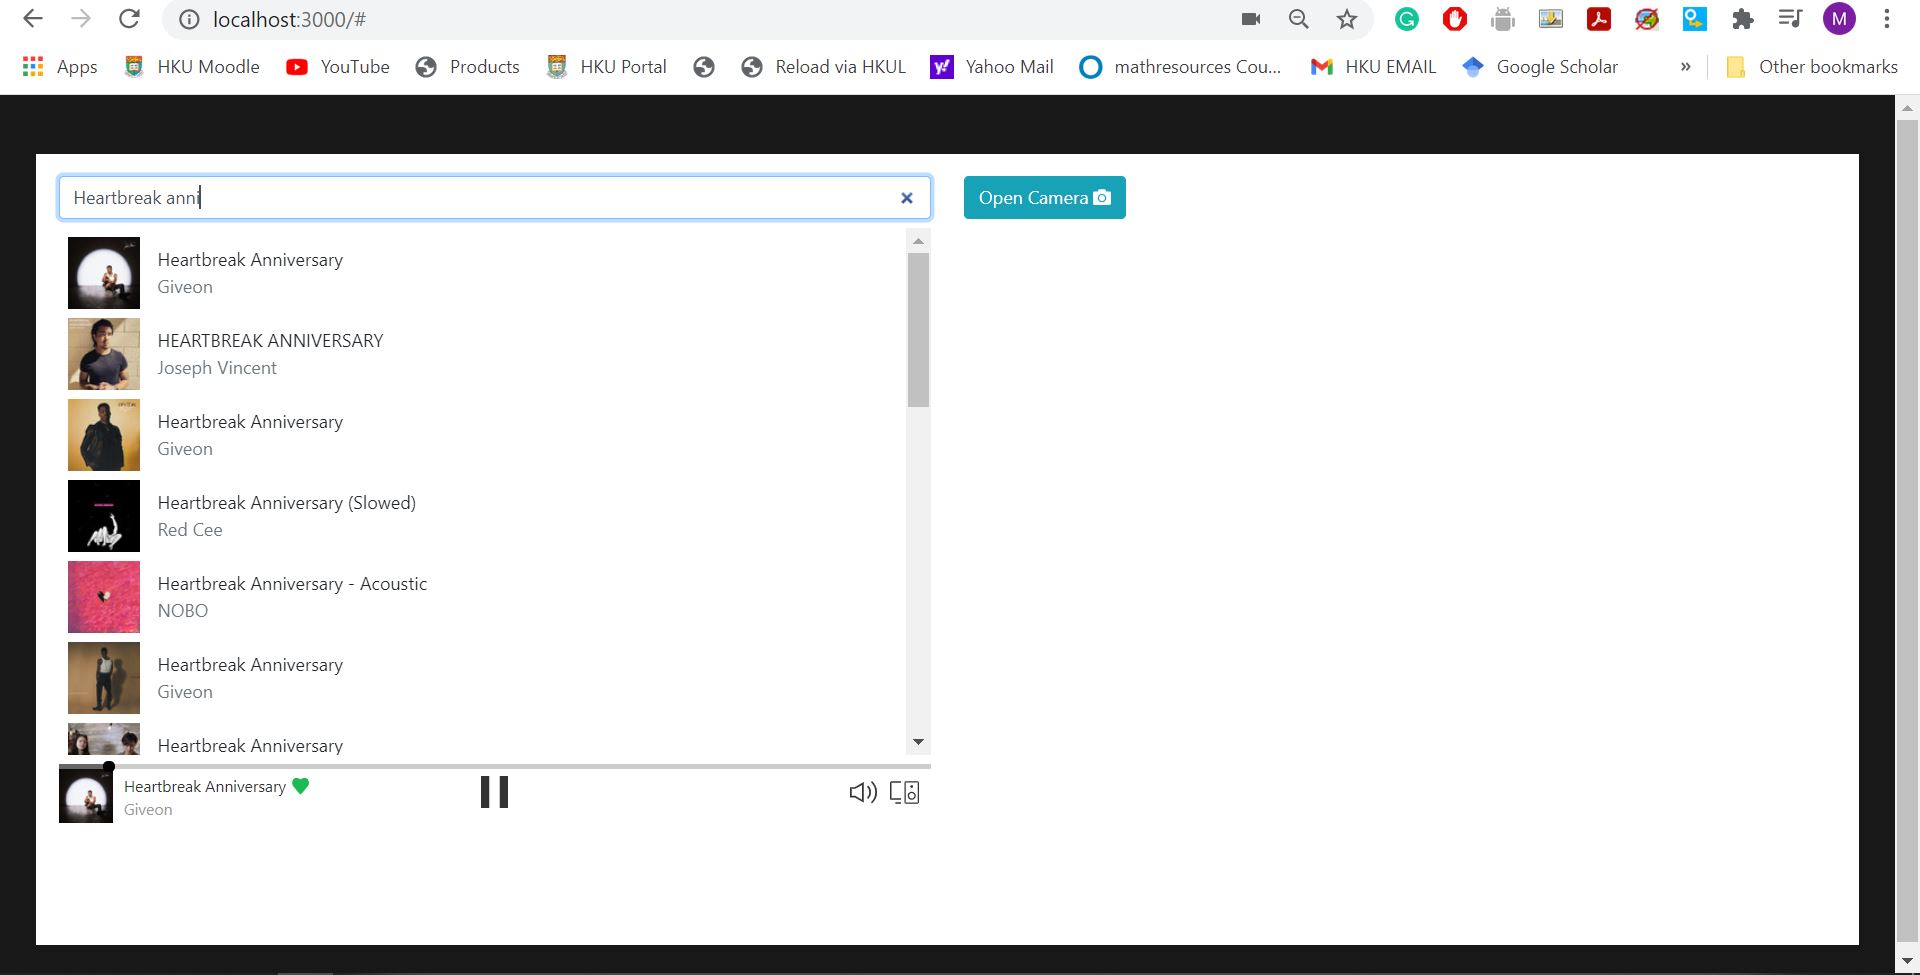 localhost:3000/#
M
Apps HKU Moodle YouTube Products HKU Portal Reload via HKUL Yahoo Mail mathresources Cou... HKU EMAIL Google Scholar » Other bookmarks
Heartbreak anni
Open Camera
Heartbreak Anniversary
Giveon
HEARTBREAK ANNIVERSARY
Joseph Vincent
Heartbreak Anniversary
Giveon
Heartbreak Anniversary (Slowed)
Red Cee
Heartbreak Anniversary - Acoustic
NOBO
Heartbreak Anniversary
Giveon
Heartbreak Anniversary
Heartbreak Anniversary
Giveon